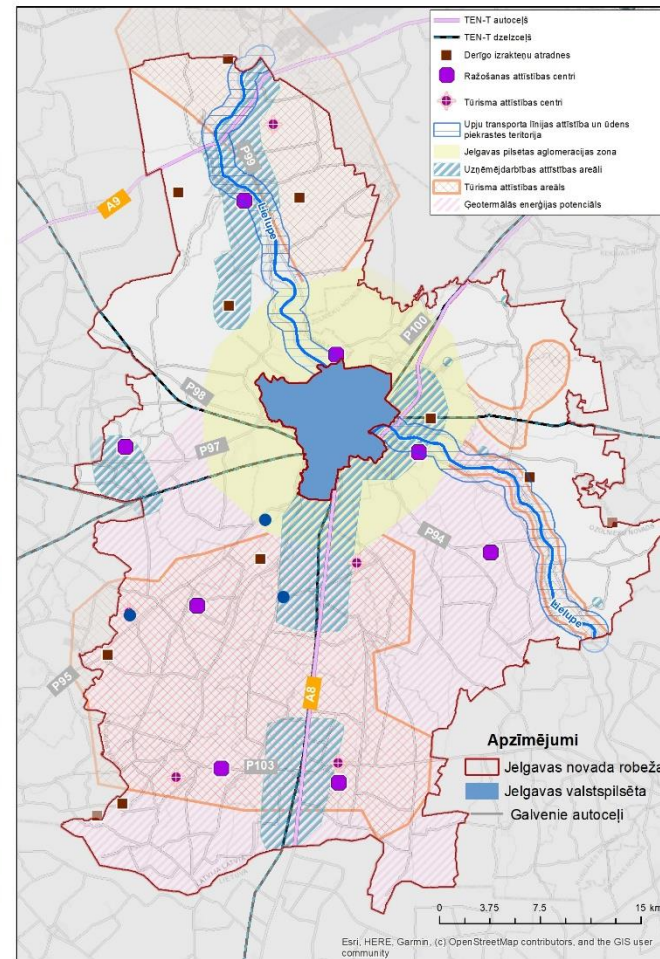 TEN-T autoceļš
TEN-T dzelzceļš
Derīgo izrakteņu atradnes
Ražošanas attīstības centri
Tūrisma attīstības centri
Upju transporta līnijas attīstība un ūdens
piekrastes teritorija
Jelgavas pilsētas aglomerācijas zona
Uzņēmējdarbības attīstības areāli
Tūrisma attīstības areāls
Ģeotermālās enerģijas potenciāls
P99
A9
Lielupe
P100
P98
P97
P94
Lielupe
P95
A8
P103
Apzīmējumi
Jelgavas novada robeža
Jelgavas valstspilsēta
Galvenie autoceļi
LATVIJA LATVIA
0 3.75 7.5 15 km
Esri, HERE, Garmin, (c) OpenStreetMap contributors, and the GIS user
community